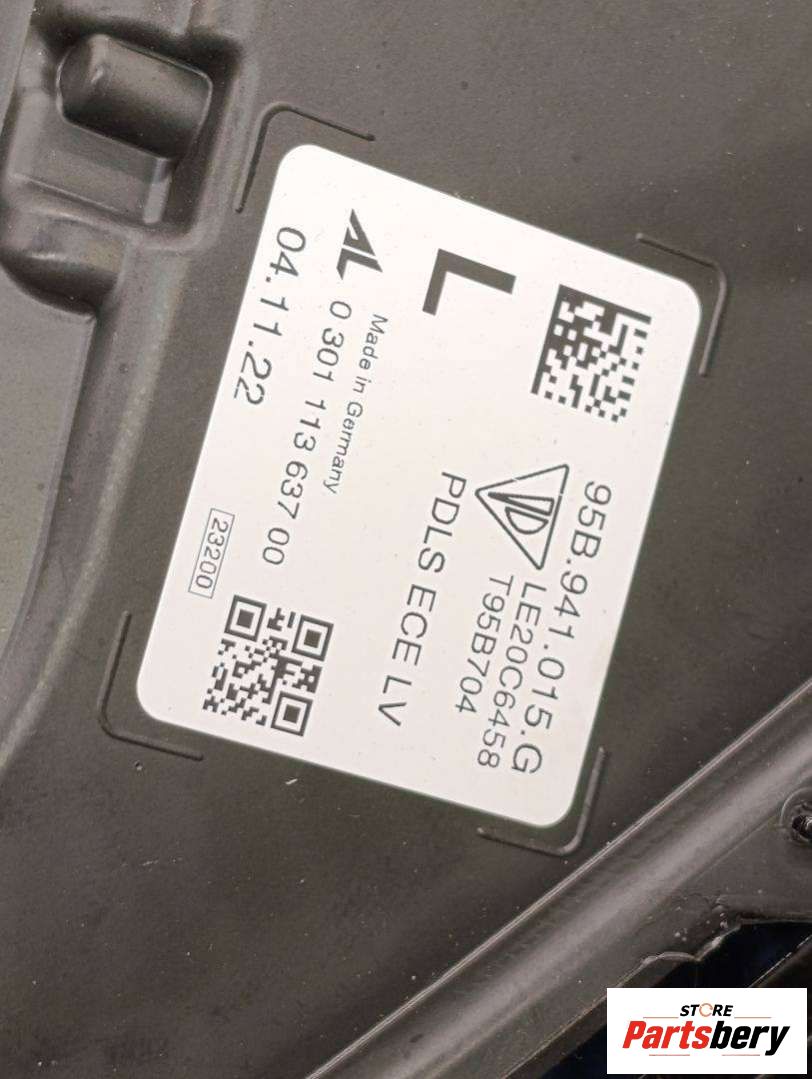 95B.941.015.G
LE20C6458
T95B704
L
PDLS ECE LV
AL
Made in Germany
0 301 113 637 00
04.11.22
23200
STORE
Partsbery